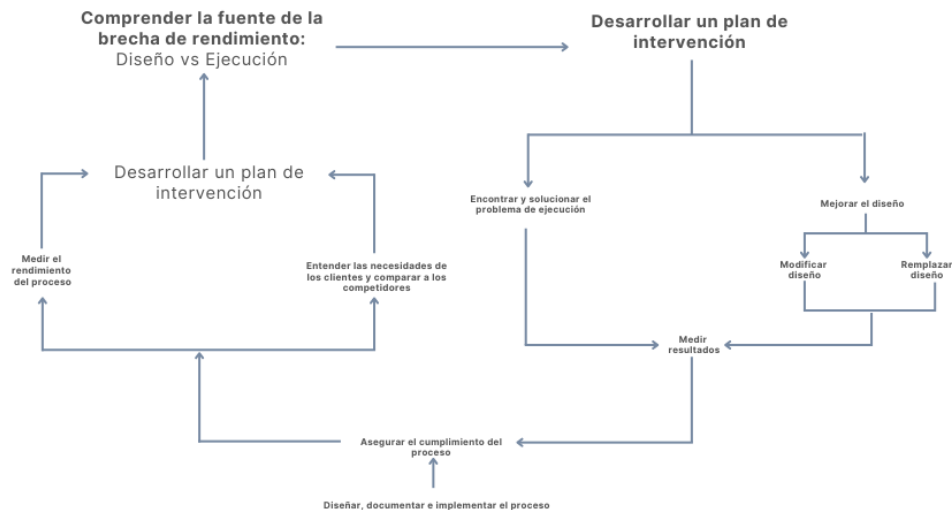 Comprender la fuente de la
brecha de rendimiento:
Diseño vs Ejecución
Desarrollar un plan de
intervención
Desarrollar un plan de
intervención
Encontrar y solucionar el
problema de ejecución
Mejorar el diseño
Medir el
rendimiento
del proceso
Entender las necesidades de
los clientes y comparar a los
competidores
Modificar
diseño
Remplazar
diseño
Medir
resultados
Asegurar el cumplimiento del
proceso
Diseñar, documentar e implementar el proceso